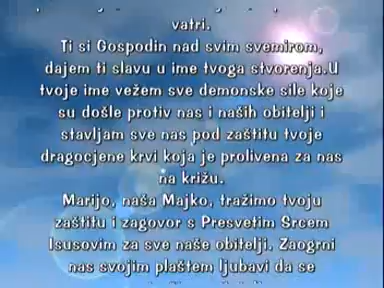 vatri.
Ti si Gospodin nad svim svemirom,
dajem ti slavu u ime tvoga stvorenja.U
tvoje ime vežem sve demonske sile koje
su došle protiv nas i naših obitelji i
stavljam sve nas pod zaštitu tvoje
dragocjene krvi koja je prolivena za nas
na križu.
Marijo, naša Majko, tražimo tvoju
zaštitu i zagovor s Presvetim Srcem
Isusovim za sve naše obitelji. Zaogrni
nas svojim plaštem ljubavi da se